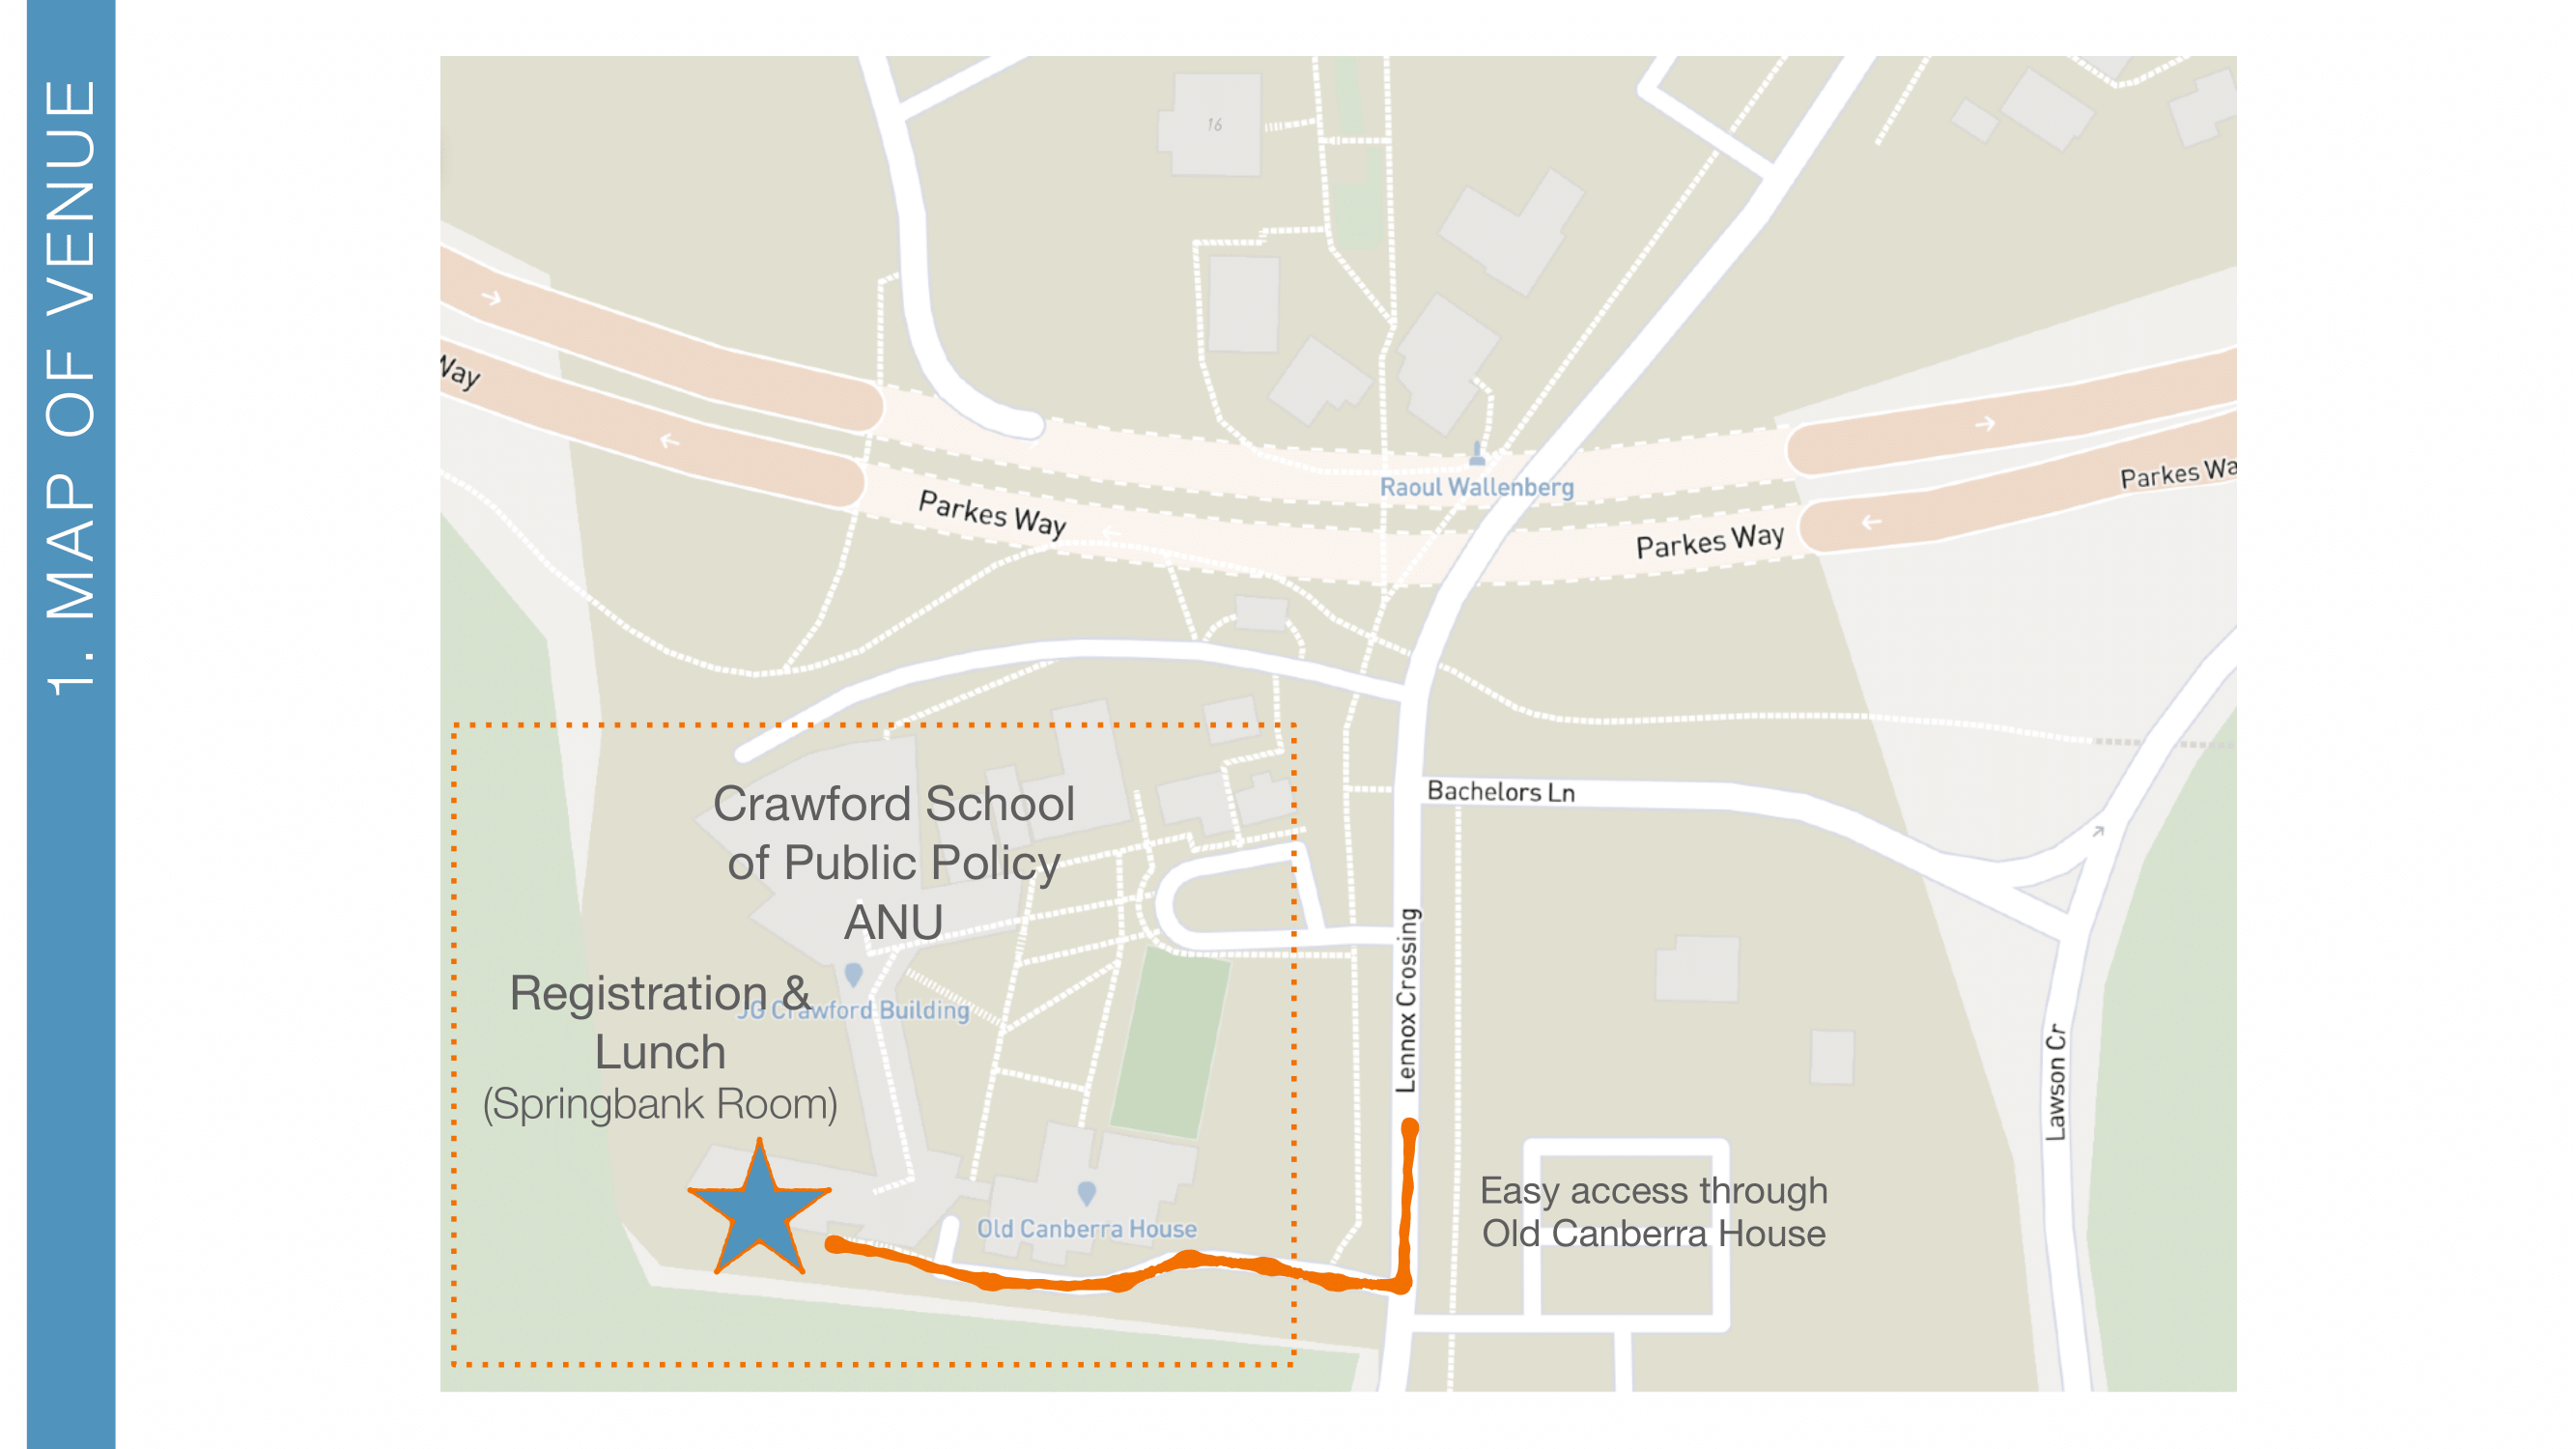 1. MAP OF VENUE
16
Way
Parkes Way
Raoul Wallenberg
Parkes Way
Parkes Wa
Bachelors Ln
Crawford School
of Public Policy
ANU
Lennox Crossing
Registration &
Lunch
(Springbank Room)
JG Crawford Building
Lawson Cr
Easy access through
Old Canberra House
Old Canberra House